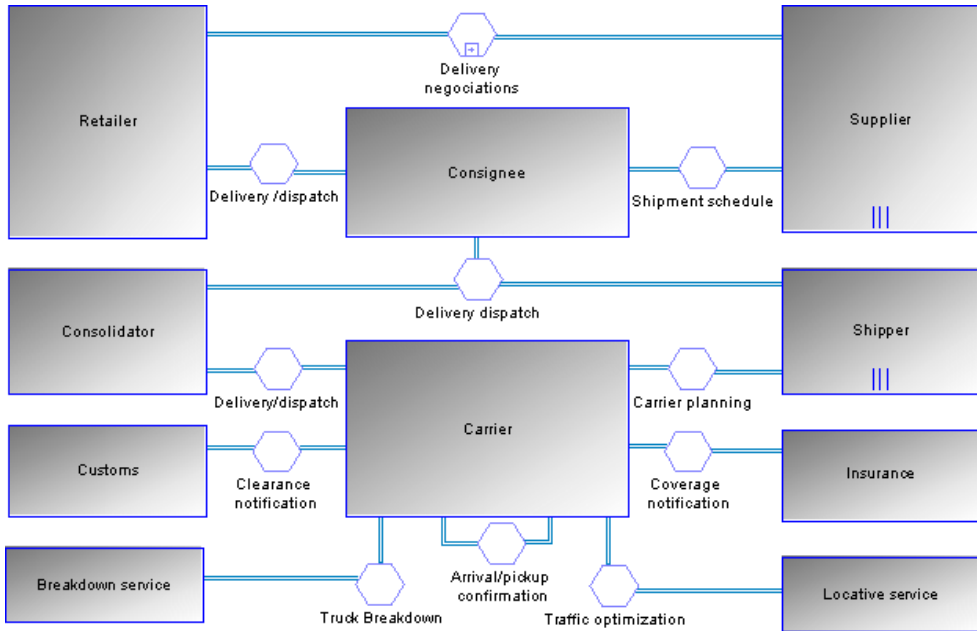 Delivery
negociations
Retailer
Supplier
Consignee
Delivery /dispatch
Shipment schedule
Consolidator
Delivery dispatch
Shipper
Delivery/dispatch
Carrier planning
Carrier
Customs
Clearance
notification
Coverage
notification
Insurance
Breakdown service
Arrival/pickup
confirmation
Locative service
Truck Breakdown
Traffic optimization